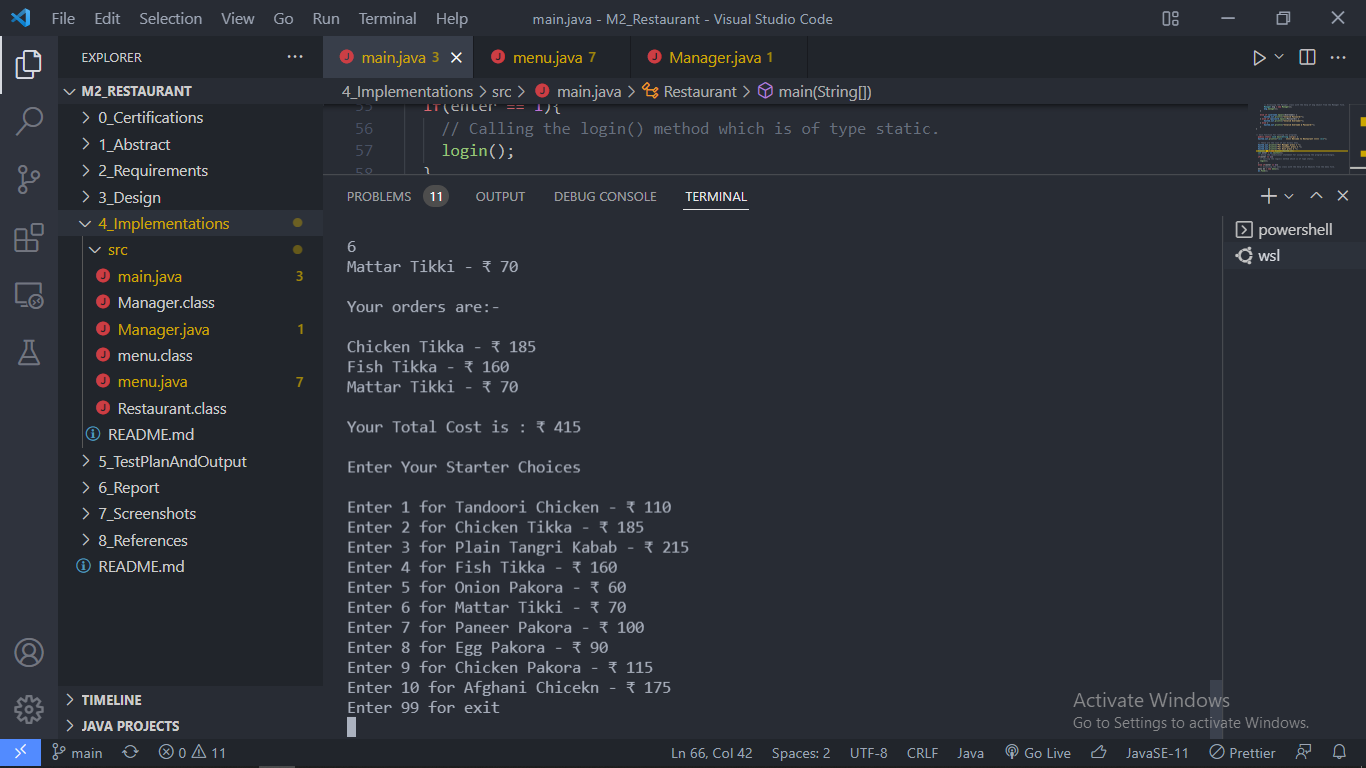 File Edit Selection View Go Run Terminal Help main.java - M2_Restaurant - Visual Studio Code
EXPLORER
main.java 3 menu.java 7 Manager.java 1
M2_RESTAURANT
0_Certifications
1_Abstract
2_Requirements
3_Design
4_Implementations
src
main.java 3
Manager.class
Manager.java 1
menu.class
menu.java 7
Restaurant.class
README.md
5_TestPlanAndOutput
6_Report
7_Screenshots
8_References
README.md
TIMELINE
JAVA PROJECTS
4_Implementations > src > main.java > Restaurant > main(String[])
55 if(enter == 1){
56 // Calling the login() method which is of type static.
57 login();
58 }
PROBLEMS 11 OUTPUT DEBUG CONSOLE TERMINAL
powershell
wsl
6
Mattar Tikki - ₹ 70
Your orders are:-
Chicken Tikka - ₹ 185
Fish Tikka - ₹ 160
Mattar Tikki - ₹ 70
Your Total Cost is : ₹ 415
Enter Your Starter Choices
Enter 1 for Tandoori Chicken - ₹ 110
Enter 2 for Chicken Tikka - ₹ 185
Enter 3 for Plain Tangri Kabab - ₹ 215
Enter 4 for Fish Tikka - ₹ 160
Enter 5 for Onion Pakora - ₹ 60
Enter 6 for Mattar Tikki - ₹ 70
Enter 7 for Paneer Pakora - ₹ 100
Enter 8 for Egg Pakora - ₹ 90
Enter 9 for Chicken Pakora - ₹ 115
Enter 10 for Afghani Chicekn - ₹ 175
Enter 99 for exit
Activate Windows
Go to Settings to activate Windows.
main 0 11 Ln 66, Col 42 Spaces: 2 UTF-8 CRLF Java Go Live JavaSE-11 Prettier